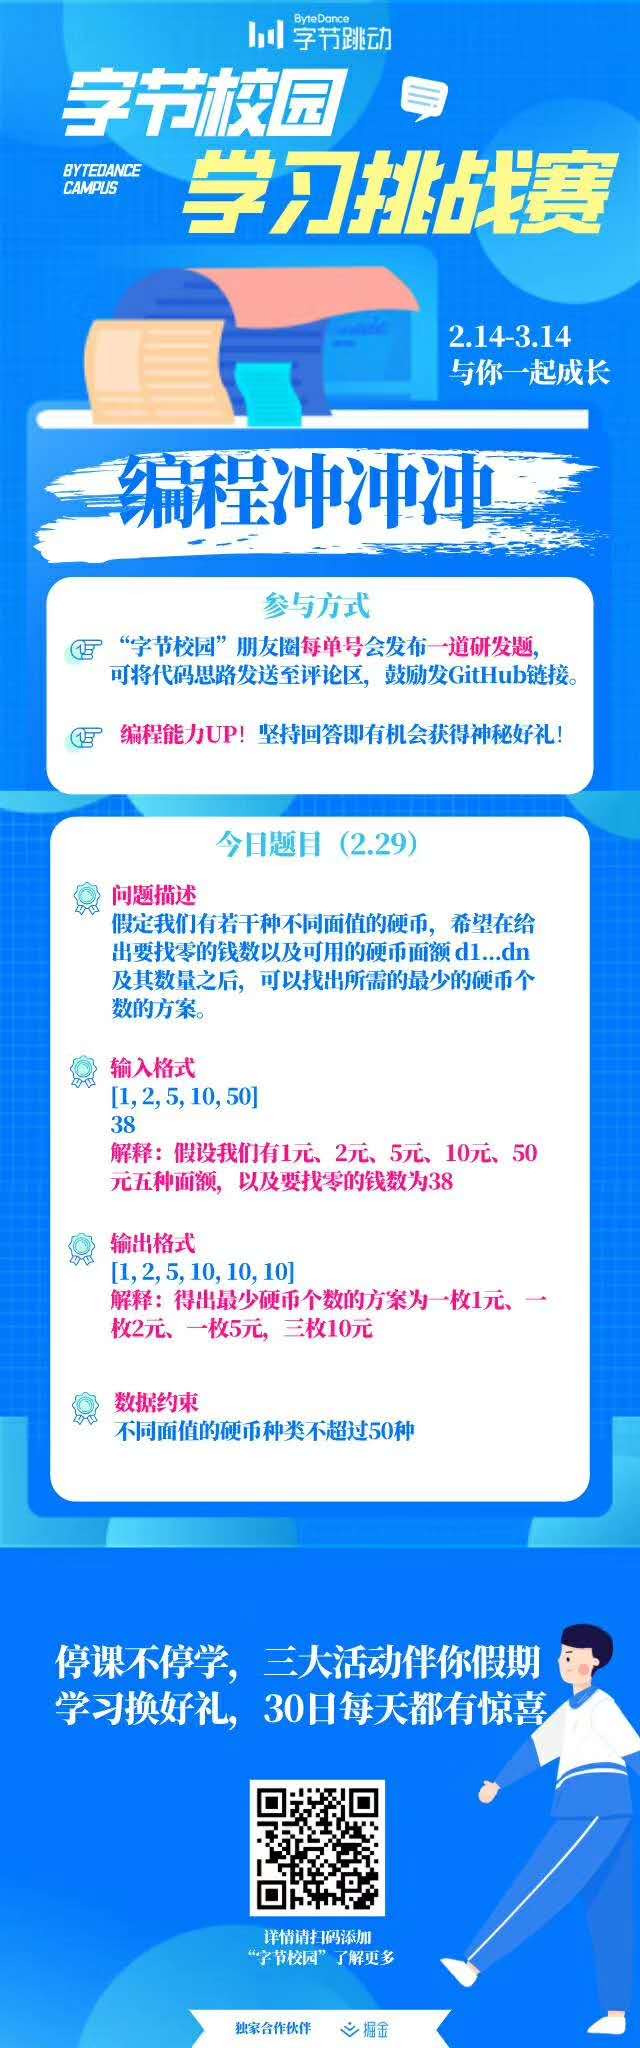 ByteDance
字节跳动
字节校园
BYTEDANCE
CAMPUS
学习挑战赛
2.14-3.14
与你一起成长
编程冲冲冲
参与方式
“字节校园”朋友圈每单号会发布一道研发题，
可将代码思路发送至评论区，鼓励发GitHub链接。
编程能力UP！坚持回答即有机会获得神秘好礼！
今日题目（2.29）
问题描述
假定我们有若干种不同面值的硬币，希望在给
出要找零的钱数以及可用的硬币面额 d1...dn
及其数量之后，可以找出所需的最少的硬币个
数的方案。
输入格式
[1, 2, 5, 10, 50]
38
解释：假设我们有1元、2元、5元、10元、50
元五种面额，以及要找零的钱数为38
输出格式
[1, 2, 5, 10, 10, 10]
解释：得出最少硬币个数的方案为一枚1元、一
枚2元、一枚5元，三枚10元
数据约束
不同面值的硬币种类不超过50种
停课不停学，三大活动伴你假期
学习换好礼，30日每天都有惊喜
详情请扫码添加
“字节校园”了解更多
独家合作伙伴 掘金